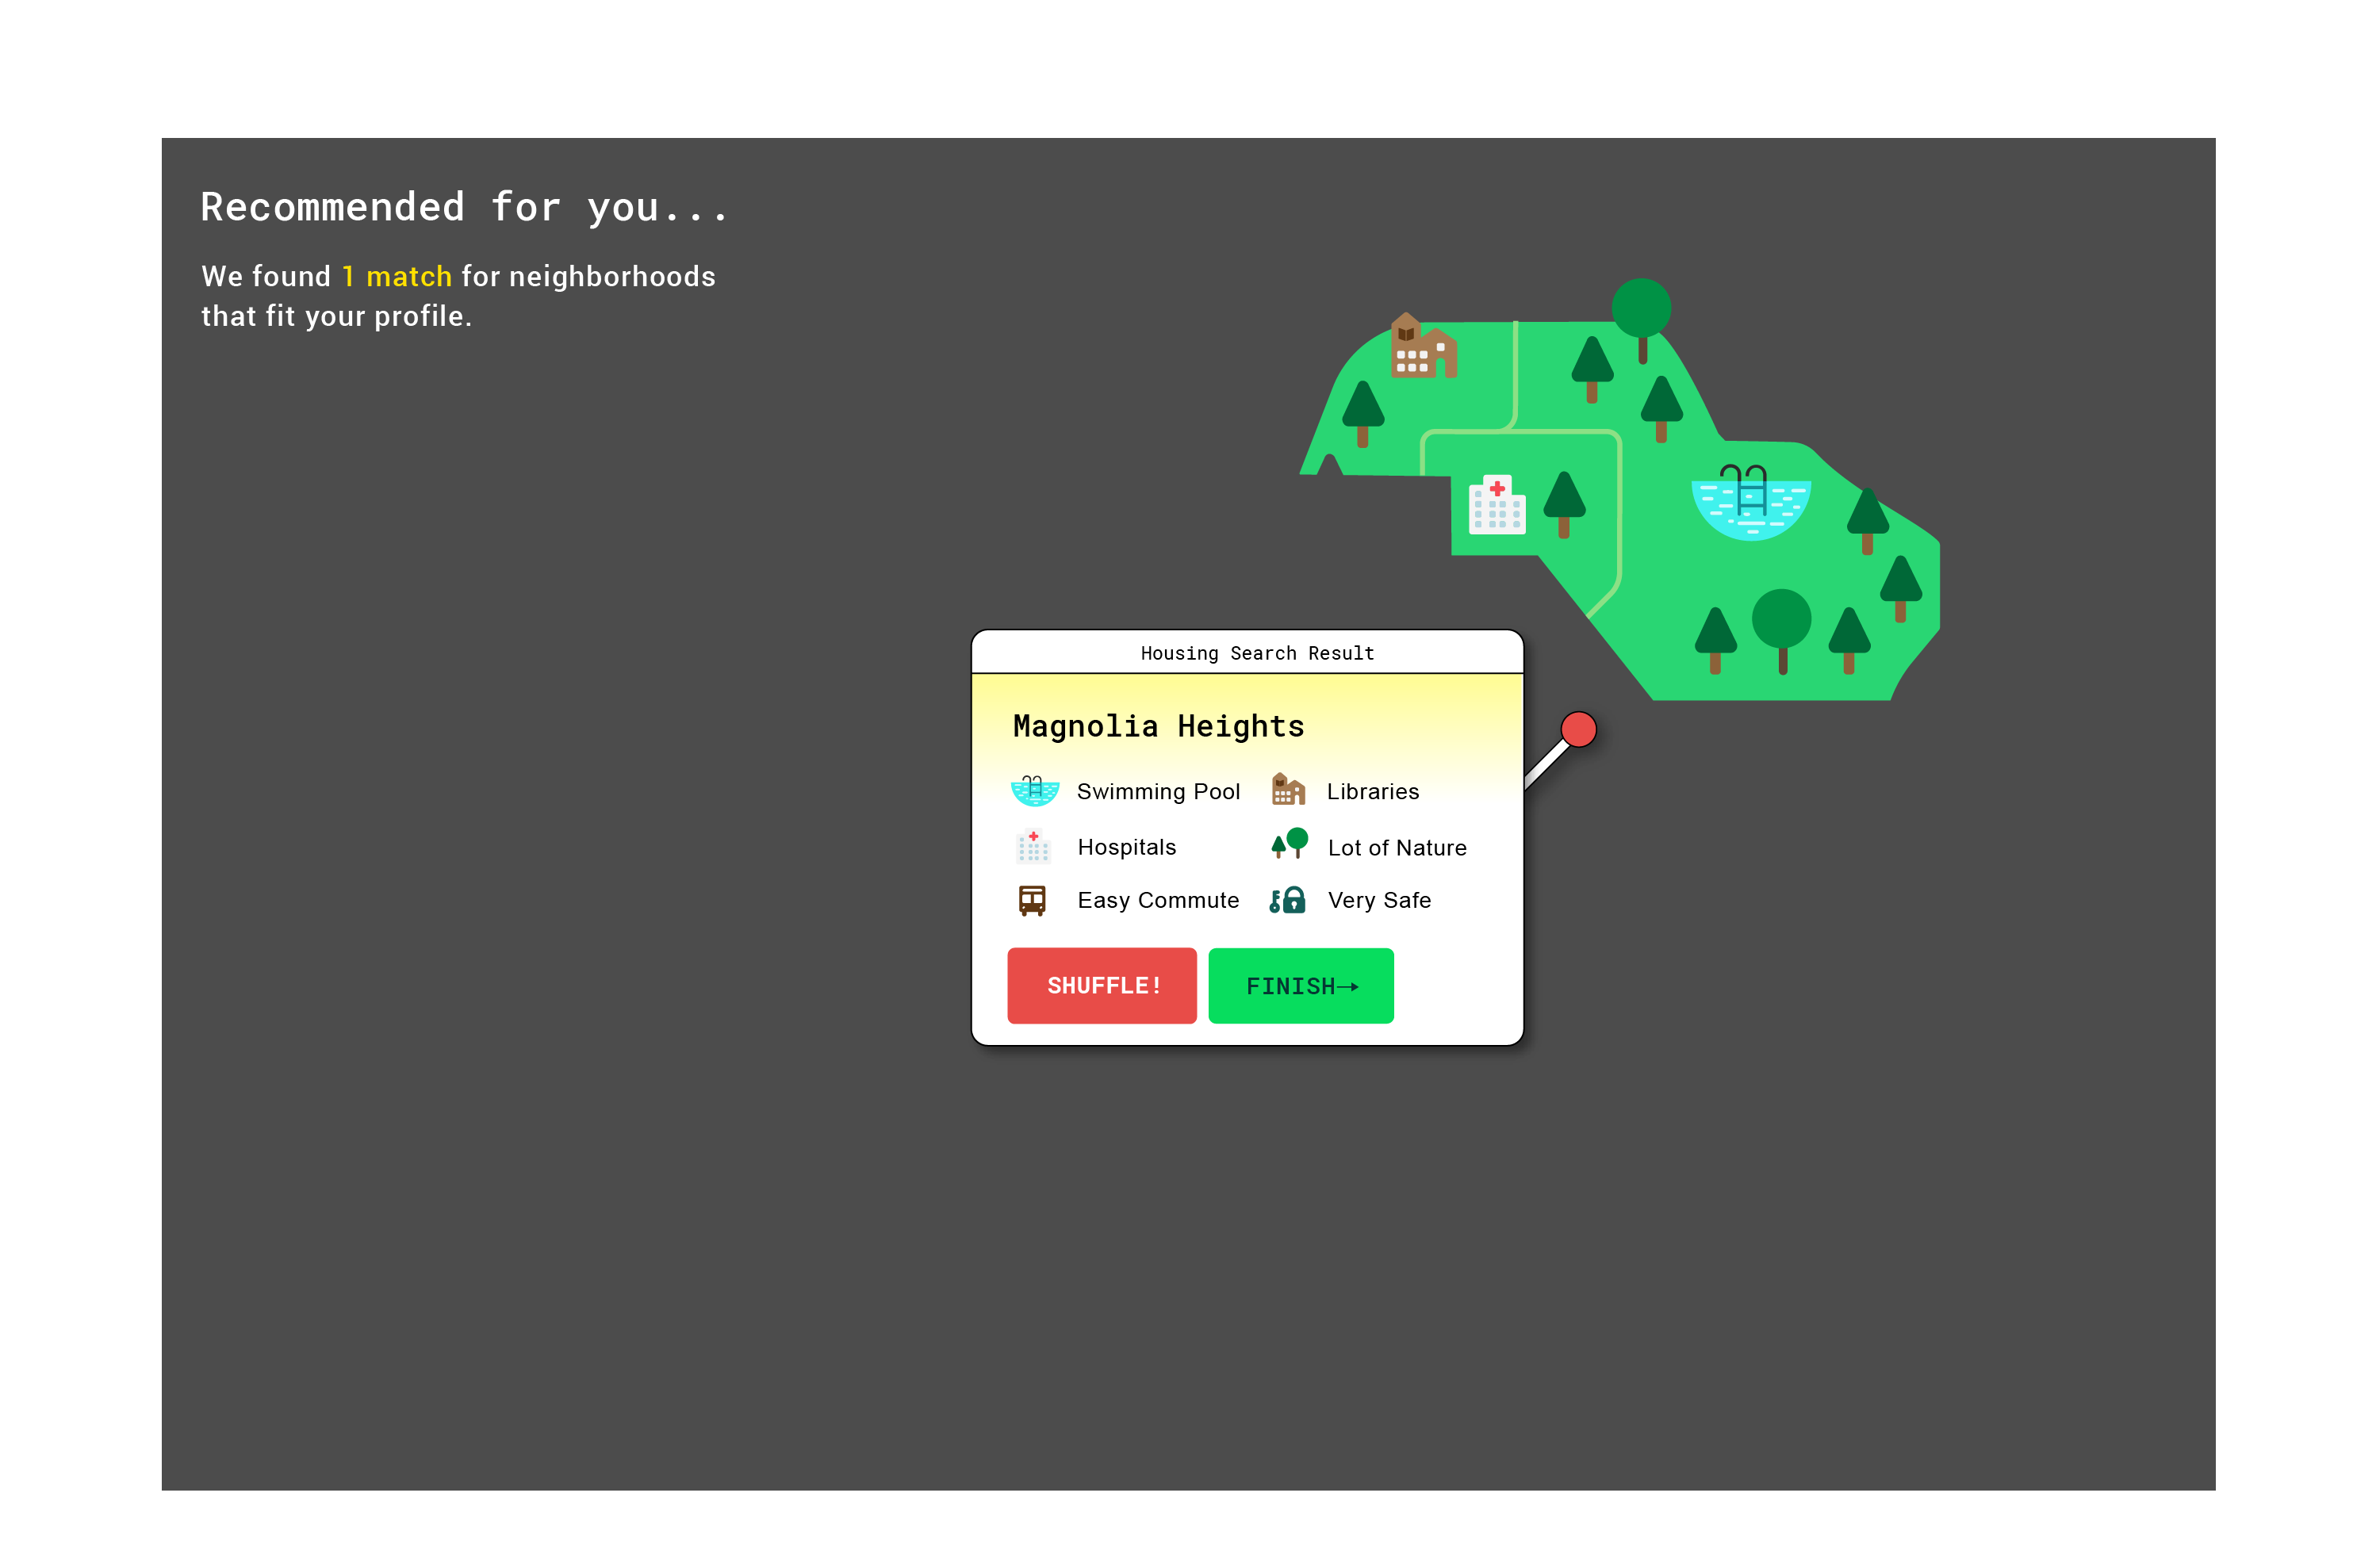 Recommended for you...
We found 1 match for neighborhoods
that fit your profile.
Housing Search Result
Magnolia Heights
Swimming Pool
Libraries
Hospitals
Lot of Nature
Easy Commute
Very Safe
SHUFFLE!
FINISH→